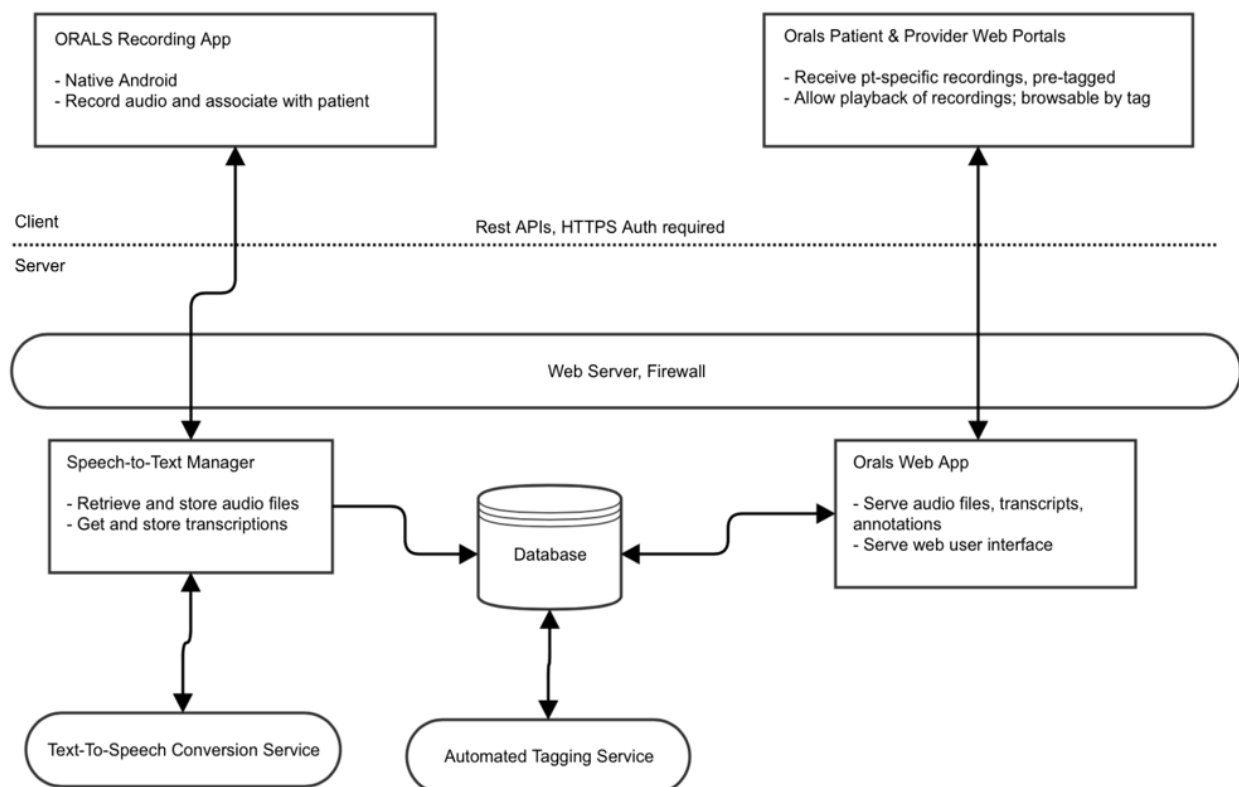 ORALS Recording App
- Native Android
- Record audio and associate with patient
Orals Patient & Provider Web Portals
- Receive pt-specific recordings, pre-tagged
- Allow playback of recordings; browsable by tag
Client
Rest APIs, HTTPS Auth required
Server
Web Server, Firewall
Speech-to-Text Manager
- Retrieve and store audio files
- Get and store transcriptions
Database
Orals Web App
- Serve audio files, transcripts,
annotations
- Serve web user interface
Text-To-Speech Conversion Service
Automated Tagging Service